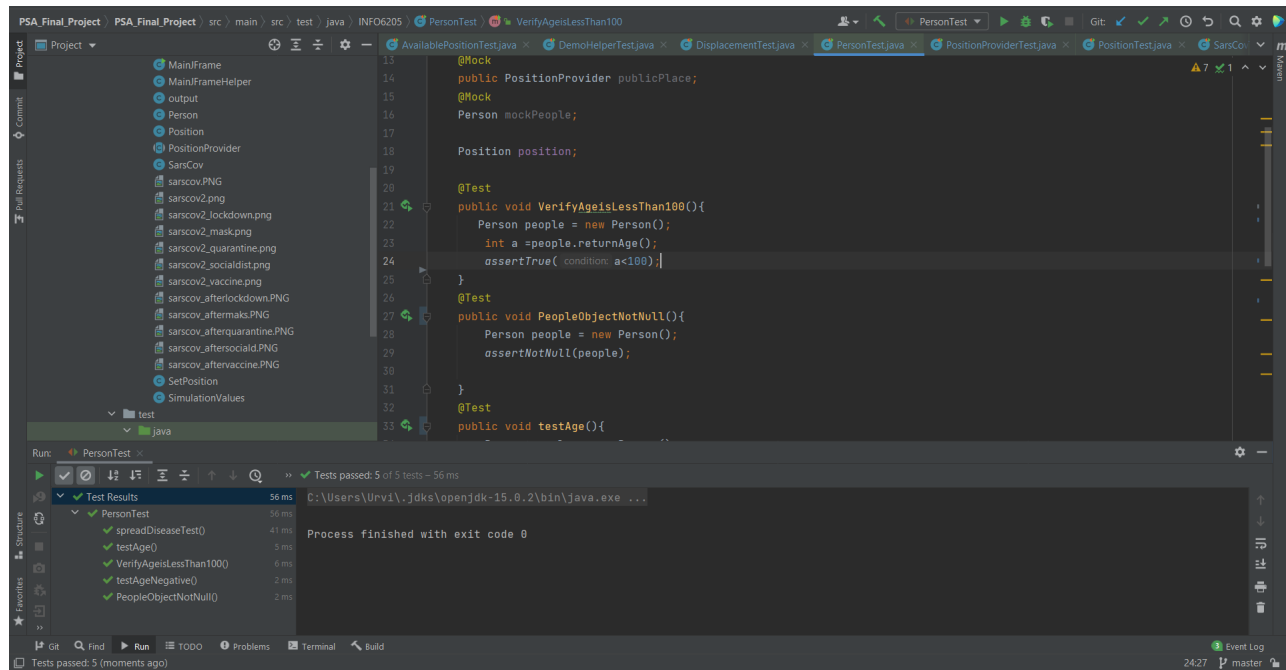 PSA_Final_Project PSA_Final_Project src main src test java INFO6205 PersonTest VerifyAgeisLessThan100
PersonTest Git:
Project
AvailablePositionTest.java DemoHelperTest.java DisplacementTest.java PersonTest.java PositionProviderTest.java PositionTest.java SarsCov
Project
Commit
Pull Requests
Structure
Favorites
m
Maven
7 1
MainJFrame
MainJFrameHelper
output
Person
Position
PositionProvider
SarsCov
sarscov.PNG
sarscov2.png
sarscov2_lockdown.png
sarscov2_mask.png
sarscov2_quarantine.png
sarscov2_socialdist.png
sarscov2_vaccine.png
sarscov_afterlockdown.PNG
sarscov_aftermaks.PNG
sarscov_afterquarantine.PNG
sarscov_aftersociald.PNG
sarscov_aftervaccine.PNG
SetPosition
SimulationValues
test
java
13 @Mock
14 public PositionProvider publicPlace;
15 @Mock
16 Person mockPeople;
17
18 Position position;
19
20 @Test
21 public void VerifyAgeisLessThan100(){
22 Person people = new Person();
23 int a =people.returnAge();
24 assertTrue( condition: a<100);
25 }
26 @Test
27 public void PeopleObjectNotNull(){
28 Person people = new Person();
29 assertNotNull(people);
30
31 }
32 @Test
33 public void testAge(){
Run: PersonTest
Tests passed: 5 of 5 tests – 56 ms
Test Results 56 ms
PersonTest 56 ms
spreadDiseaseTest() 41 ms
testAge() 5 ms
VerifyAgeisLessThan100() 6 ms
testAgeNegative() 2 ms
PeopleObjectNotNull() 2 ms
C:\Users\Urvi\.jdks\openjdk-15.0.2\bin\java.exe ...
Process finished with exit code 0
Git Find Run TODO Problems Terminal Build
3 Event Log
Tests passed: 5 (moments ago)
24:27 master